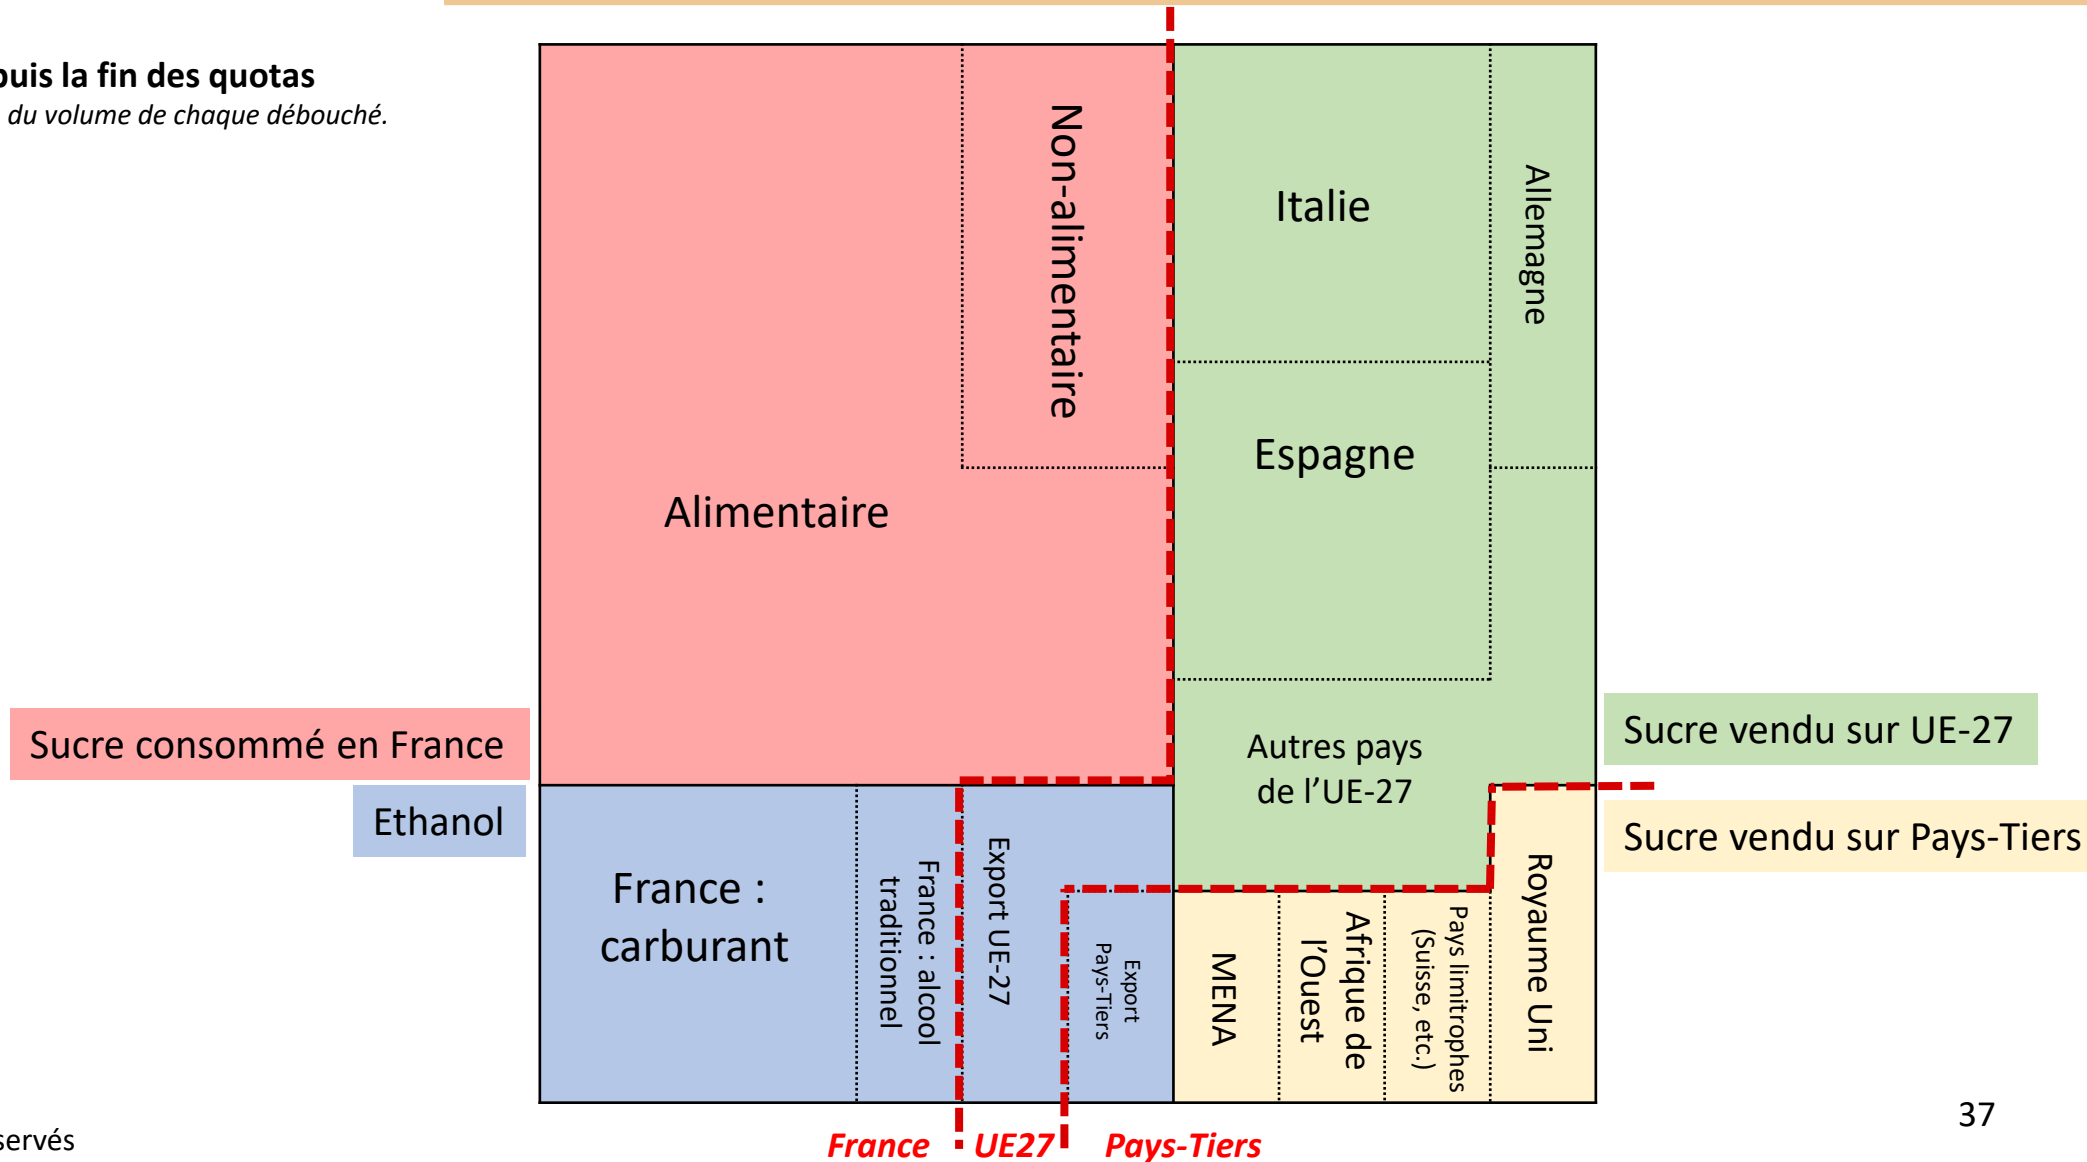 puis la fin des quotas
du volume de chaque débouché.
Non-alimentaire
Italie
Allemagne
Alimentaire
Espagne
Autres pays
de l’UE-27
Sucre consommé en France
Ethanol
Sucre vendu sur UE-27
Sucre vendu sur Pays-Tiers
France :
carburant
France : alcool
traditionnel
Export UE-27
Export
Pays-Tiers
MENA
Afrique de
l’Ouest
Pays limitrophes
(Suisse, etc.)
Royaume Uni
France
UE27
Pays-Tiers
servés
37